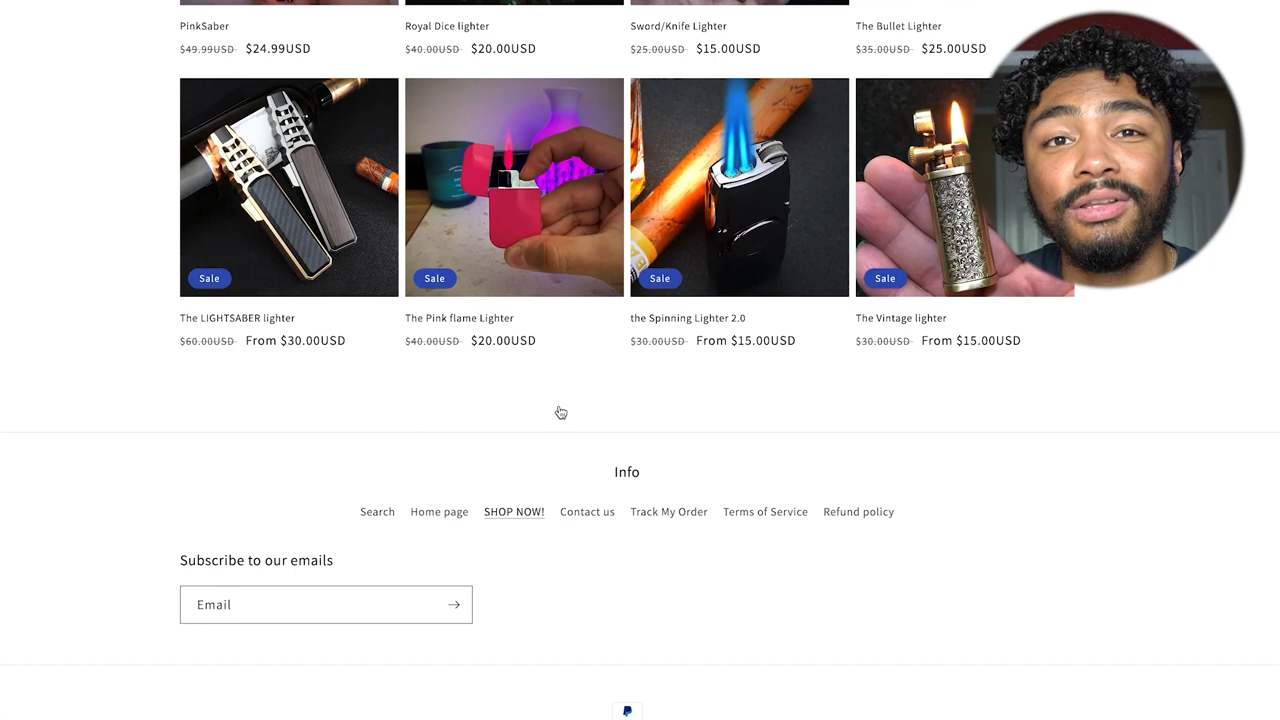 PinkSaber
$49.99USD $24.99USD
Royal Dice lighter
$40.00USD $20.00USD
Sword/Knife Lighter
$25.00USD $15.00USD
The Bullet Lighter
$35.00USD $25.00USD
Sale
The LIGHTSABER lighter
$60.00USD From $30.00USD
Sale
The Pink flame Lighter
$40.00USD $20.00USD
Sale
the Spinning Lighter 2.0
$30.00USD From $15.00USD
Sale
The Vintage lighter
$30.00USD From $15.00USD
Info
Search Home page SHOP NOW! Contact us Track My Order Terms of Service Refund policy
Subscribe to our emails
Email